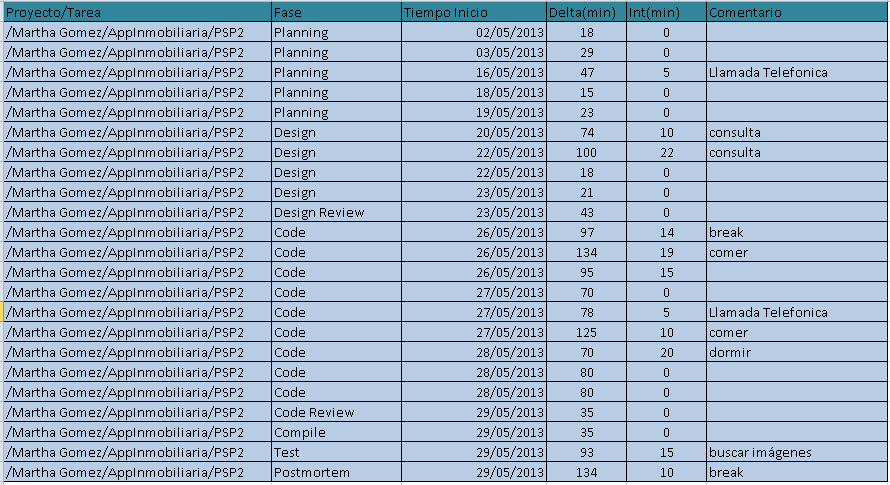 Proyecto/Tarea Fase Tiempo Inicio Delta(min) Int(min) Comentario
/Martha Gomez/AppInmobiliaria/PSP2 Planning 02/05/2013 18 0
/Martha Gomez/AppInmobiliaria/PSP2 Planning 03/05/2013 29 0
/Martha Gomez/AppInmobiliaria/PSP2 Planning 16/05/2013 47 5 Llamada Telefonica
/Martha Gomez/AppInmobiliaria/PSP2 Planning 18/05/2013 15 0
/Martha Gomez/AppInmobiliaria/PSP2 Planning 19/05/2013 23 0
/Martha Gomez/AppInmobiliaria/PSP2 Design 20/05/2013 74 10 consulta
/Martha Gomez/AppInmobiliaria/PSP2 Design 22/05/2013 100 22 consulta
/Martha Gomez/AppInmobiliaria/PSP2 Design 22/05/2013 18 0
/Martha Gomez/AppInmobiliaria/PSP2 Design 23/05/2013 21 0
/Martha Gomez/AppInmobiliaria/PSP2 Design Review 23/05/2013 43 0
/Martha Gomez/AppInmobiliaria/PSP2 Code 26/05/2013 97 14 break
/Martha Gomez/AppInmobiliaria/PSP2 Code 26/05/2013 134 19 comer
/Martha Gomez/AppInmobiliaria/PSP2 Code 26/05/2013 95 15
/Martha Gomez/AppInmobiliaria/PSP2 Code 27/05/2013 70 0
/Martha Gomez/AppInmobiliaria/PSP2 Code 27/05/2013 78 5 Llamada Telefonica
/Martha Gomez/AppInmobiliaria/PSP2 Code 27/05/2013 125 10 comer
/Martha Gomez/AppInmobiliaria/PSP2 Code 28/05/2013 70 20 dormir
/Martha Gomez/AppInmobiliaria/PSP2 Code 28/05/2013 80 0
/Martha Gomez/AppInmobiliaria/PSP2 Code 28/05/2013 80 0
/Martha Gomez/AppInmobiliaria/PSP2 Code Review 29/05/2013 35 0
/Martha Gomez/AppInmobiliaria/PSP2 Compile 29/05/2013 35 0
/Martha Gomez/AppInmobiliaria/PSP2 Test 29/05/2013 93 15 buscar imágenes
/Martha Gomez/AppInmobiliaria/PSP2 Postmortem 29/05/2013 134 10 break